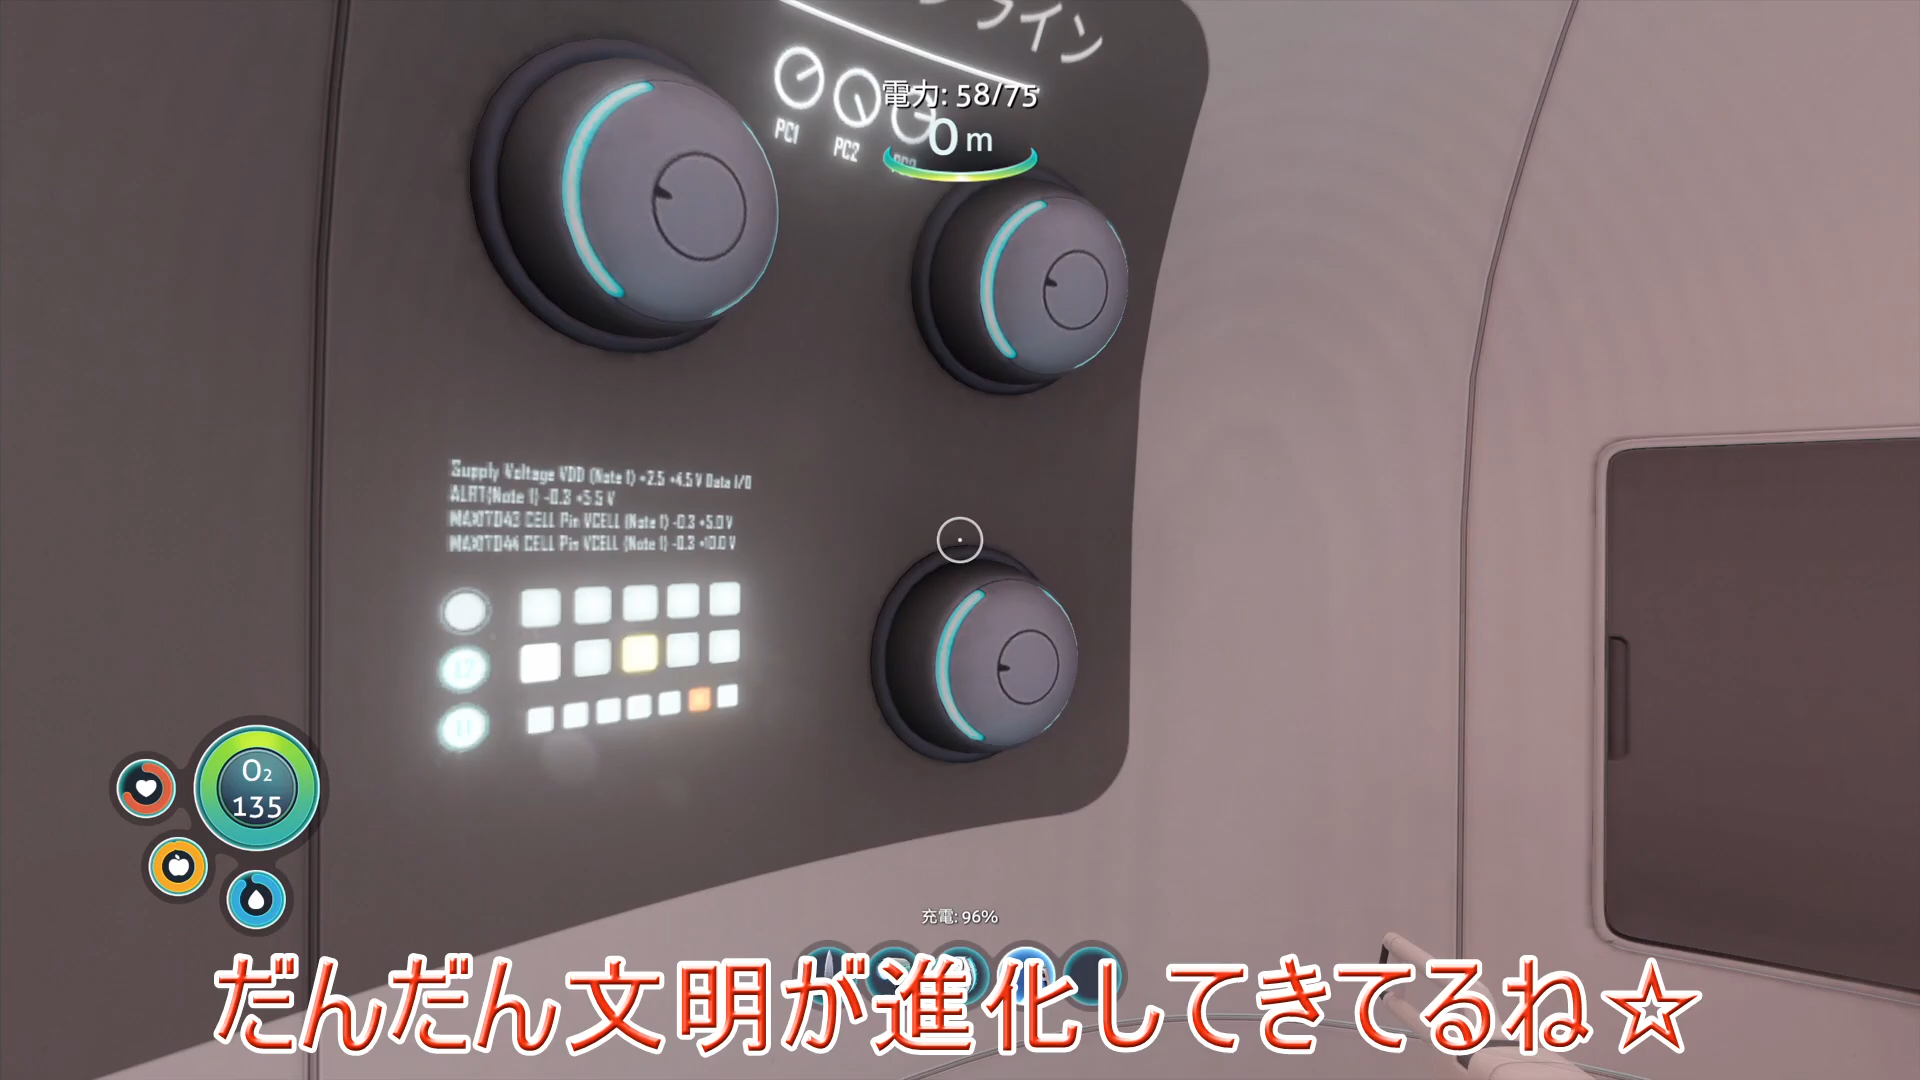 ンライン
PC1
PC2
電力: 58/75
0 m
Supply Voltage VDD (Note 1) +2.5 +4.5 V Data I/O
ALRT(Note 1) -0.3 +5.5 V
CELL Pin VCELL (Note 1) -0.3 +5.0 V
CELL Pin VCELL (Note 1) -0.3 +10.0 V
O₂
135
充電: 96%
だんだん文明が進化してきてるね☆